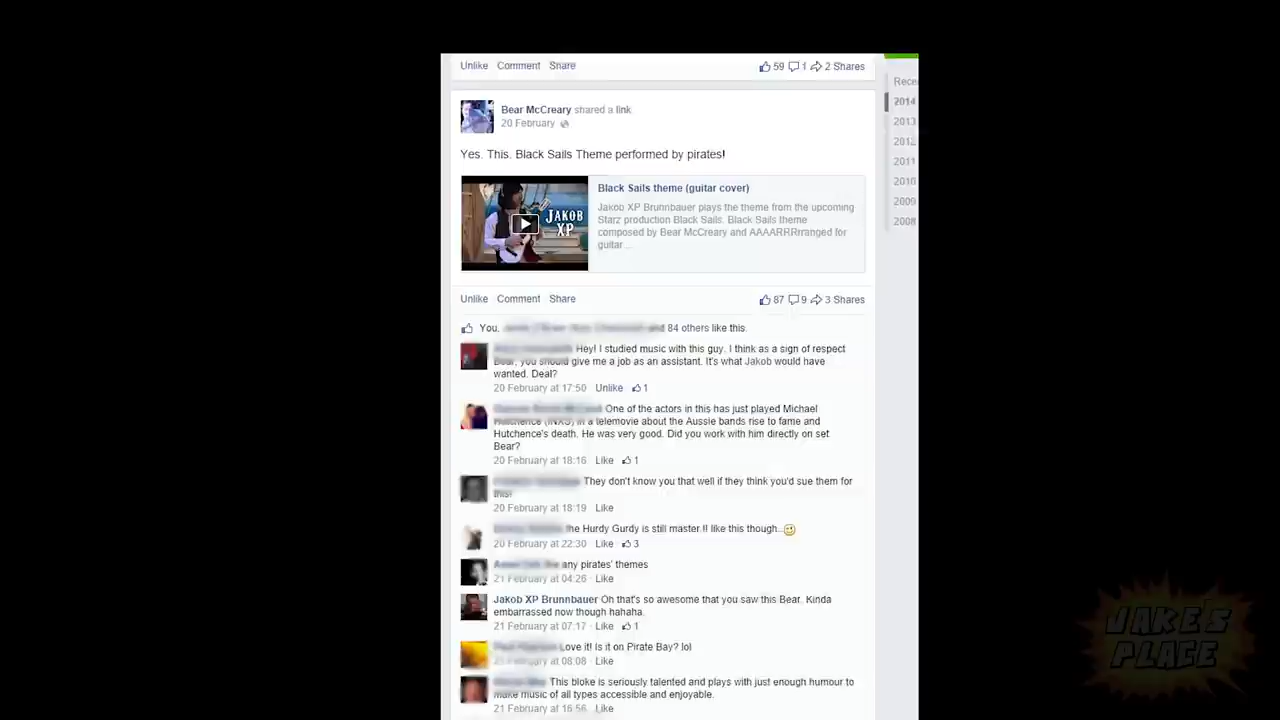 Unlike Comment Share 59 1 2 Shares
Rece
2014
2013
2012
2011
2010
2009
2008
Bear McCreary shared a link
20 February
Yes. This. Black Sails Theme performed by pirates!
JAKOB
XP
Black Sails theme (guitar cover)
Jakob XP Brunnbauer plays the theme from the upcoming
Starz production Black Sails. Black Sails theme
composed by Bear McCreary and AAAARRRrranged for
guitar ...
Unlike Comment Share 87 9 3 Shares
You, and 84 others like this.
Hey! I studied music with this guy. I think as a sign of respect
Bear, you should give me a job as an assistant. It's what Jakob would have
wanted. Deal?
20 February at 17:50 · Unlike · 1
One of the actors in this has just played Michael
Hutchence (INXS) in a telemovie about the Aussie bands rise to fame and
Hutchence's death. He was very good. Did you work with him directly on set
Bear?
20 February at 18:16 · Like · 1
They don't know you that well if they think you'd sue them for
this!
20 February at 18:19 · Like
the Hurdy Gurdy is still master !! like this though...
20 February at 22:30 · Like · 3
any pirates' themes
21 February at 04:26 · Like
Jakob XP Brunnbauer Oh that's so awesome that you saw this Bear. Kinda
embarrassed now though hahaha.
21 February at 07:17 · Like · 1
Love it! Is it on Pirate Bay? lol
21 February at 08:08 · Like
This bloke is seriously talented and plays with just enough humour to
make music of all types accessible and enjoyable.
21 February at 16:56 · Like
JAKE'S
PLACE